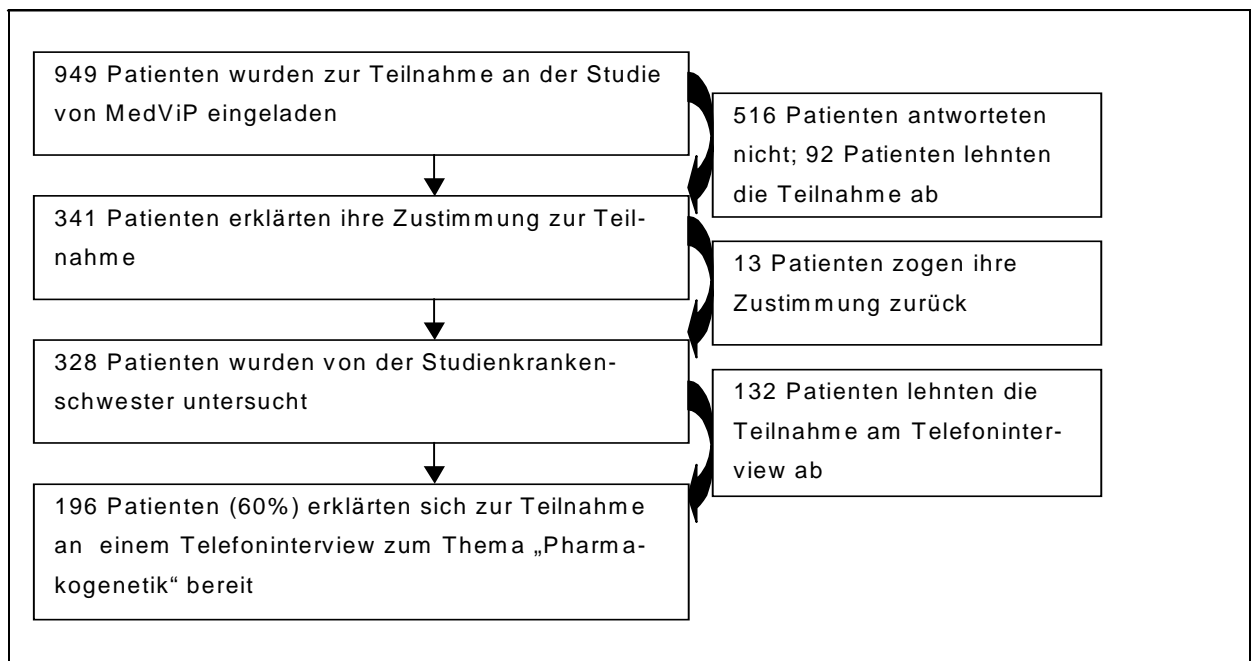 949 Patienten wurden zur Teilnahme an der Studie
von MedViP eingeladen
516 Patienten antworteten
nicht; 92 Patienten lehnten
die Teilnahme ab
341 Patienten erklärten ihre Zustimmung zur Teil-
nahme
13 Patienten zogen ihre
Zustimmung zurück
328 Patienten wurden von der Studienkranken-
schwester untersucht
132 Patienten lehnten die
Teilnahme am Telefoninter-
view ab
196 Patienten (60%) erklärten sich zur Teilnahme
an einem Telefoninterview zum Thema „Pharma-
kogenetik“ bereit